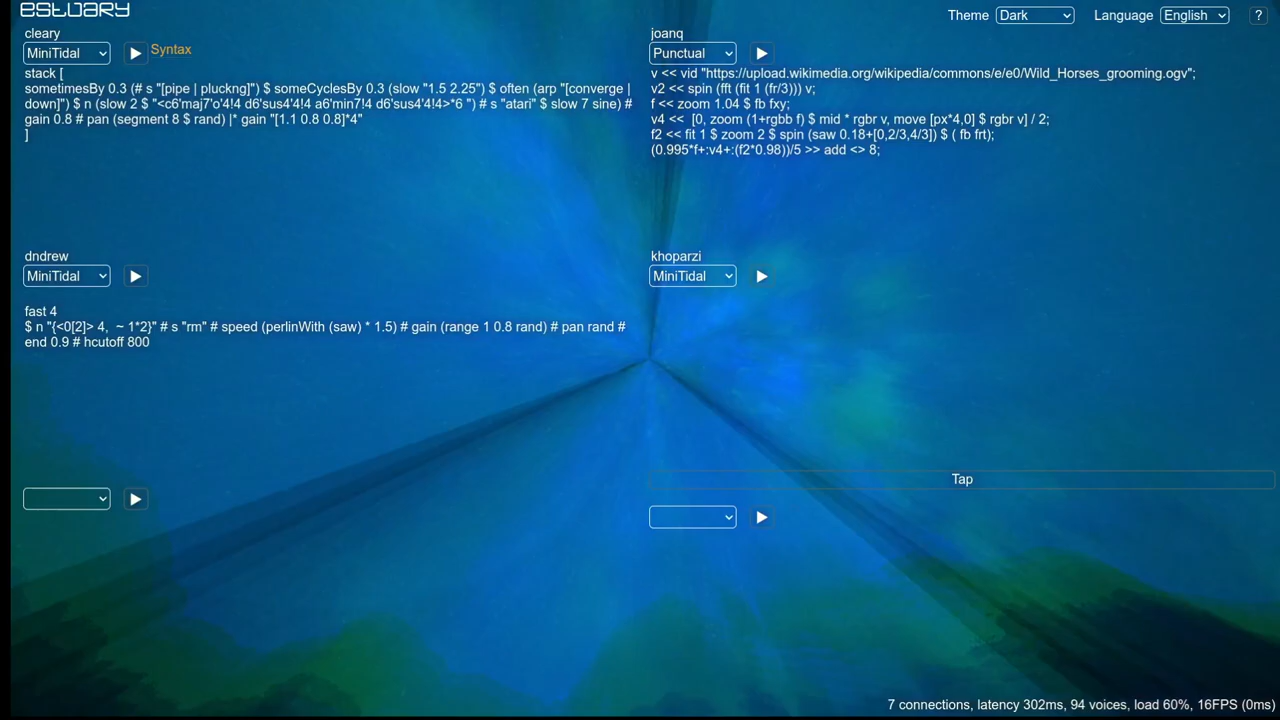 estuary
Theme Dark Language English ?
cleary
MiniTidal Syntax
stack [
sometimesBy 0.3 (# s "[pipe | pluckng]") $ someCyclesBy 0.3 (slow "1.5 2.25") $ often (arp "[converge |
down]") $ n (slow 2 $ "<c6'maj7'o'4!4 d6'sus4'4!4 a6'min7!4 d6'sus4'4!4>*6 ") # s "atari" $ slow 7 sine) #
gain 0.8 # pan (segment 8 $ rand) |* gain "[1.1 0.8 0.8]*4"
]
joanq
Punctual
v << vid "https://upload.wikimedia.org/wikipedia/commons/e/e0/Wild_Horses_grooming.ogv";
v2 << spin (fft (fit 1 (fr/3))) v;
f << zoom 1.04 $ fb fxy;
v4 << [0, zoom (1+rgbb f) $ mid * rgbr v, move [px*4,0] $ rgbr v] / 2;
f2 << fit 1 $ zoom 2 $ spin (saw 0.18+[0,2/3,4/3]) $ ( fb frt);
(0.995*f+:v4+:(f2*0.98))/5 >> add <> 8;
dndrew
MiniTidal
fast 4
$ n "{<0[2]> 4, ~ 1*2}" # s "rm" # speed (perlinWith (saw) * 1.5) # gain (range 1 0.8 rand) # pan rand #
end 0.9 # hcutoff 800
khoparzi
MiniTidal
Tap
7 connections, latency 302ms, 94 voices, load 60%, 16FPS (0ms)